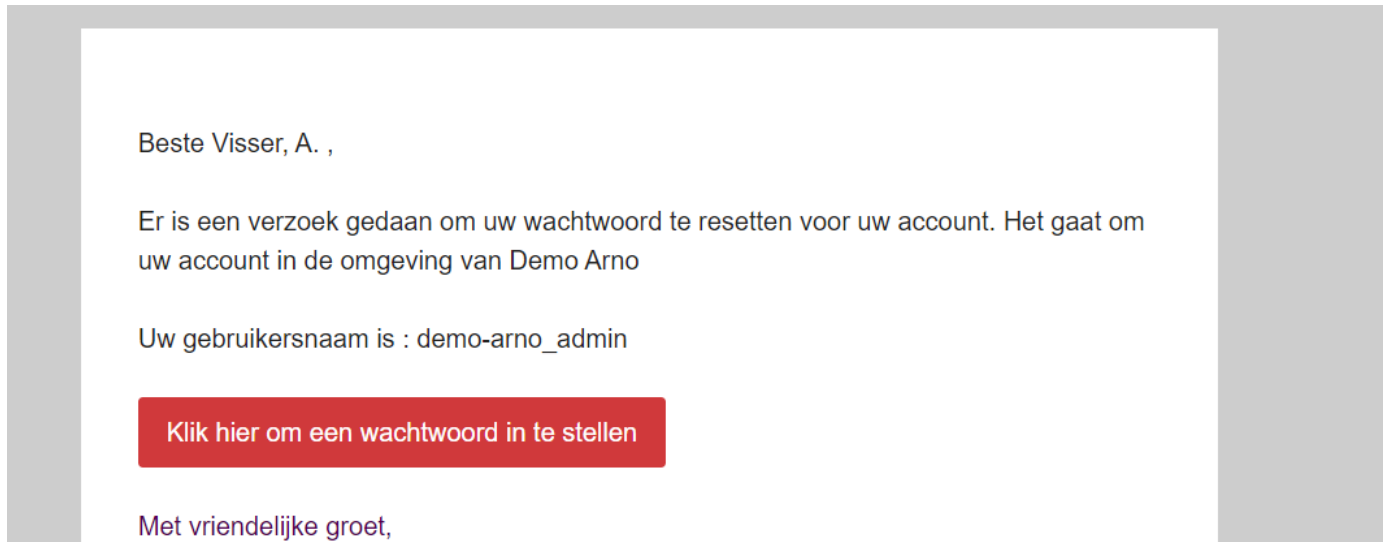 Beste Visser, A. ,
Er is een verzoek gedaan om uw wachtwoord te resetten voor uw account. Het gaat om
uw account in de omgeving van Demo Arno
Uw gebruikersnaam is : demo-arno_admin
Klik hier om een wachtwoord in te stellen
Met vriendelijke groet,